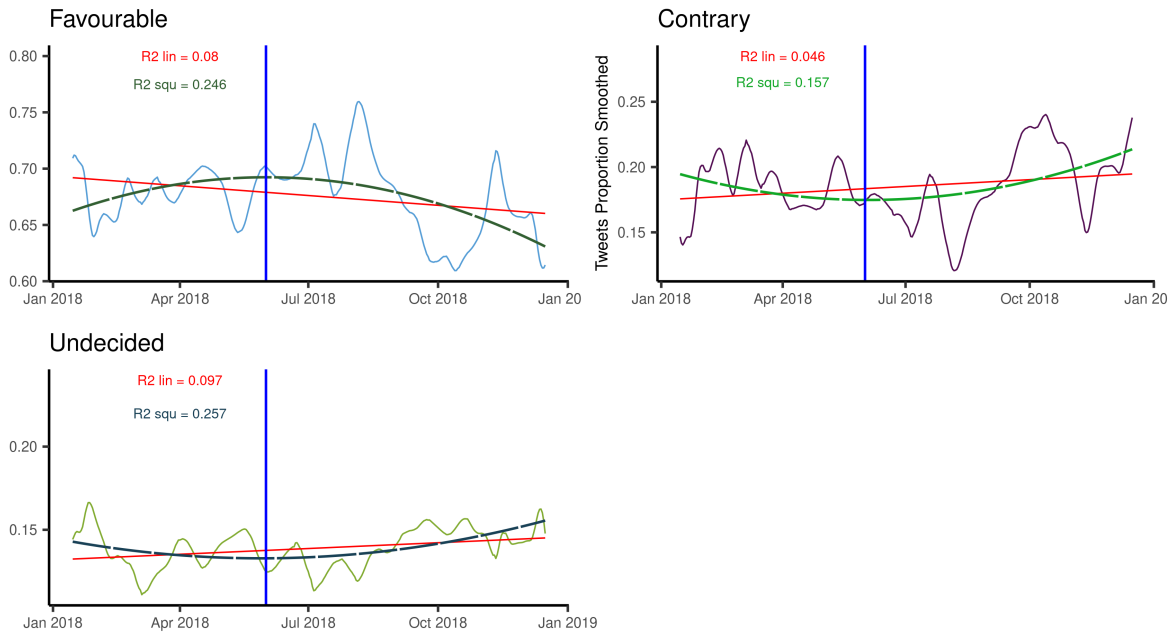 Favourable
R2 lin = 0.08
R2 squ = 0.246
0.80
0.75
0.70
0.65
0.60
Jan 2018 Apr 2018 Jul 2018 Oct 2018 Jan 20
Contrary
R2 lin = 0.046
R2 squ = 0.157
Tweets Proportion Smoothed
0.25
0.20
0.15
Jan 2018 Apr 2018 Jul 2018 Oct 2018 Jan 20
Undecided
R2 lin = 0.097
R2 squ = 0.257
0.20
0.15
Jan 2018 Apr 2018 Jul 2018 Oct 2018 Jan 2019